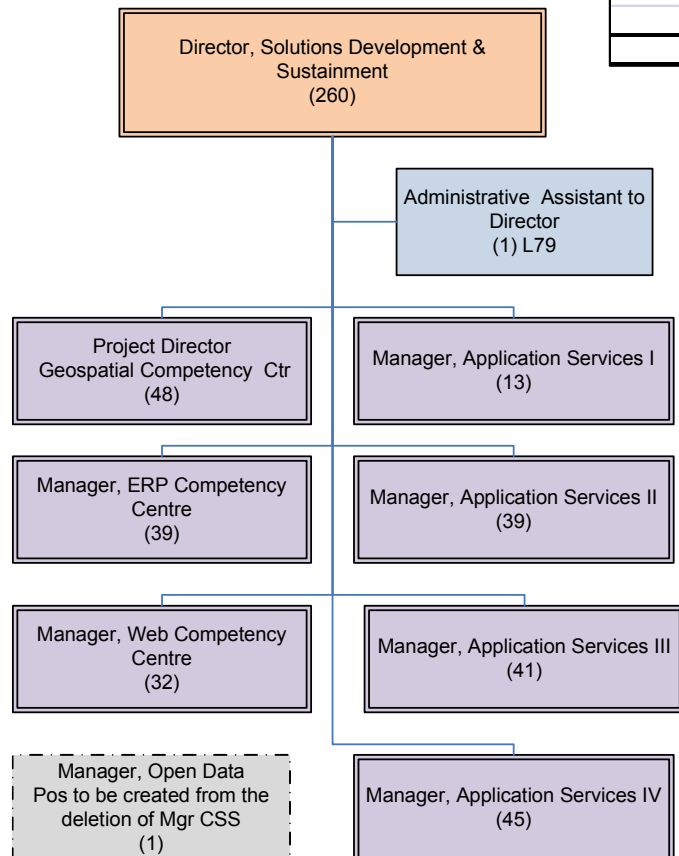 Director, Solutions Development &
Sustainment
(260)
Administrative Assistant to
Director
(1) L79
Project Director
Geospatial Competency Ctr
(48)
Manager, Application Services I
(13)
Manager, ERP Competency
Centre
(39)
Manager, Application Services II
(39)
Manager, Web Competency
Centre
(32)
Manager, Application Services III
(41)
Manager, Open Data
Pos to be created from the
deletion of Mgr CSS
(1)
Manager, Application Services IV
(45)